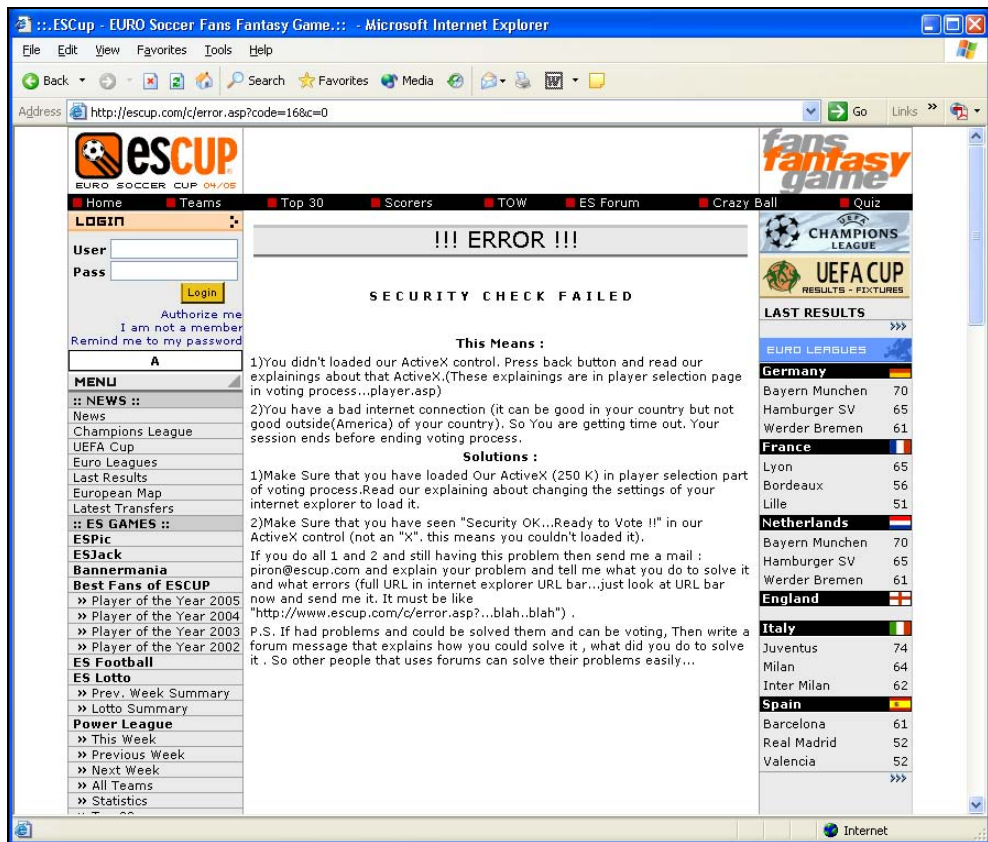 ::.ESCup - EURO Soccer Fans Fantasy Game.:: - Microsoft Internet Explorer
File Edit View Favorites Tools Help
Back Search Favorites Media
Address http://escup.com/c/error.asp?code=16&c=0 Go Links »
escup
EURO SOCCER CUP 04/05
fans
fantasy
game
Home Teams Top 30 Scorers TOW ES Forum Crazy Ball Quiz
LOGIN
User
Pass
Login
Authorize me
I am not a member
Remind me to my password
A
MENU
:: NEWS ::
News
Champions League
UEFA Cup
Euro Leagues
Last Results
European Map
Latest Transfers
:: ES GAMES ::
ESPic
ESJack
Bannermania
Best Fans of ESCUP
» Player of the Year 2005
» Player of the Year 2004
» Player of the Year 2003
» Player of the Year 2002
ES Football
ES Lotto
» Prev. Week Summary
» Lotto Summary
Power League
» This Week
» Previous Week
» Next Week
» All Teams
» Statistics
!!! ERROR !!!
SECURITY CHECK FAILED
This Means :
1)You didn't loaded our ActiveX control. Press back button and read our
explainings about that ActiveX.(These explainings are in player selection page
in voting process...player.asp)
2)You have a bad internet connection (it can be good in your country but not
good outside(America) of your country). So You are getting time out. Your
session ends before ending voting process.
Solutions :
1)Make Sure that you have loaded Our ActiveX (250 K) in player selection part
of voting process.Read our explaining about changing the settings of your
internet explorer to load it.
2)Make Sure that you have seen "Security OK...Ready to Vote !!" in our
ActiveX control (not an "X". this means you couldn't loaded it).
If you do all 1 and 2 and still having this problem then send me a mail :
piron@escup.com and explain your problem and tell me what you do to solve it
and what errors (full URL in internet explorer URL bar...just look at URL bar
now and send me it. It must be like
"http://www.escup.com/c/error.asp?...blah..blah") .
P.S. If had problems and could be solved them and can be voting, Then write a
forum message that explains how you could solve it , what did you do to solve
it . So other people that uses forums can solve their problems easily...
UEFA
CHAMPIONS
LEAGUE
UEFA CUP
RESULTS - FIXTURES
LAST RESULTS
»»
EURO LEAGUES
Germany
Bayern Munchen 70
Hamburger SV 65
Werder Bremen 61
France
Lyon 65
Bordeaux 56
Lille 51
Netherlands
Bayern Munchen 70
Hamburger SV 65
Werder Bremen 61
England
Italy
Juventus 74
Milan 64
Inter Milan 62
Spain
Barcelona 61
Real Madrid 52
Valencia 52
»»
Internet